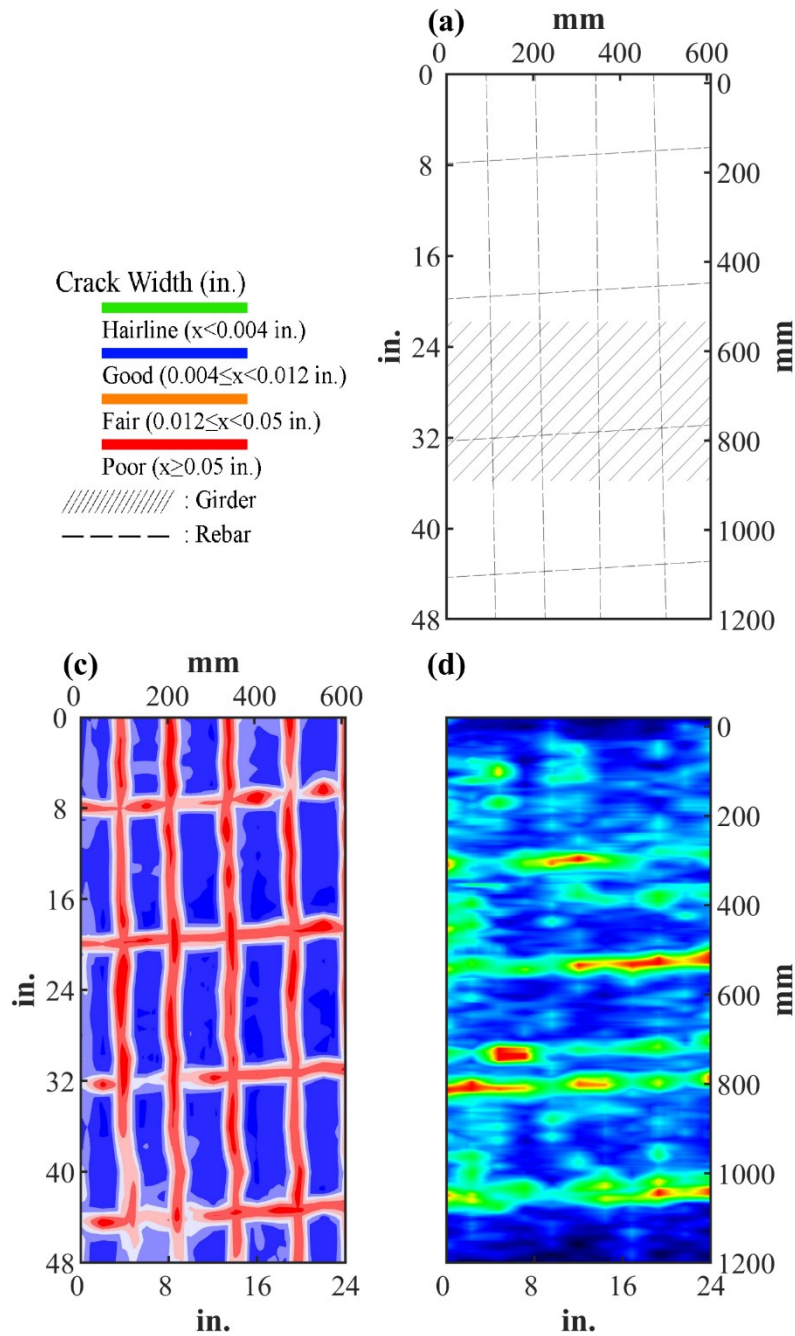 (a)
mm
0 200 400 600
0
8
16
24
32
40
48
in.
0
200
400
600
800
1000
1200
mm
Crack Width (in.)
Hairline (x<0.004 in.)
Good (0.004≤x<0.012 in.)
Fair (0.012≤x<0.05 in.)
Poor (x≥0.05 in.)
: Girder
: Rebar
(c)
mm
0 200 400 600
0
8
16
24
32
40
48
in.
0 8 16 24
in.
(d)
0
200
400
600
800
1000
1200
mm
0 8 16 24
in.